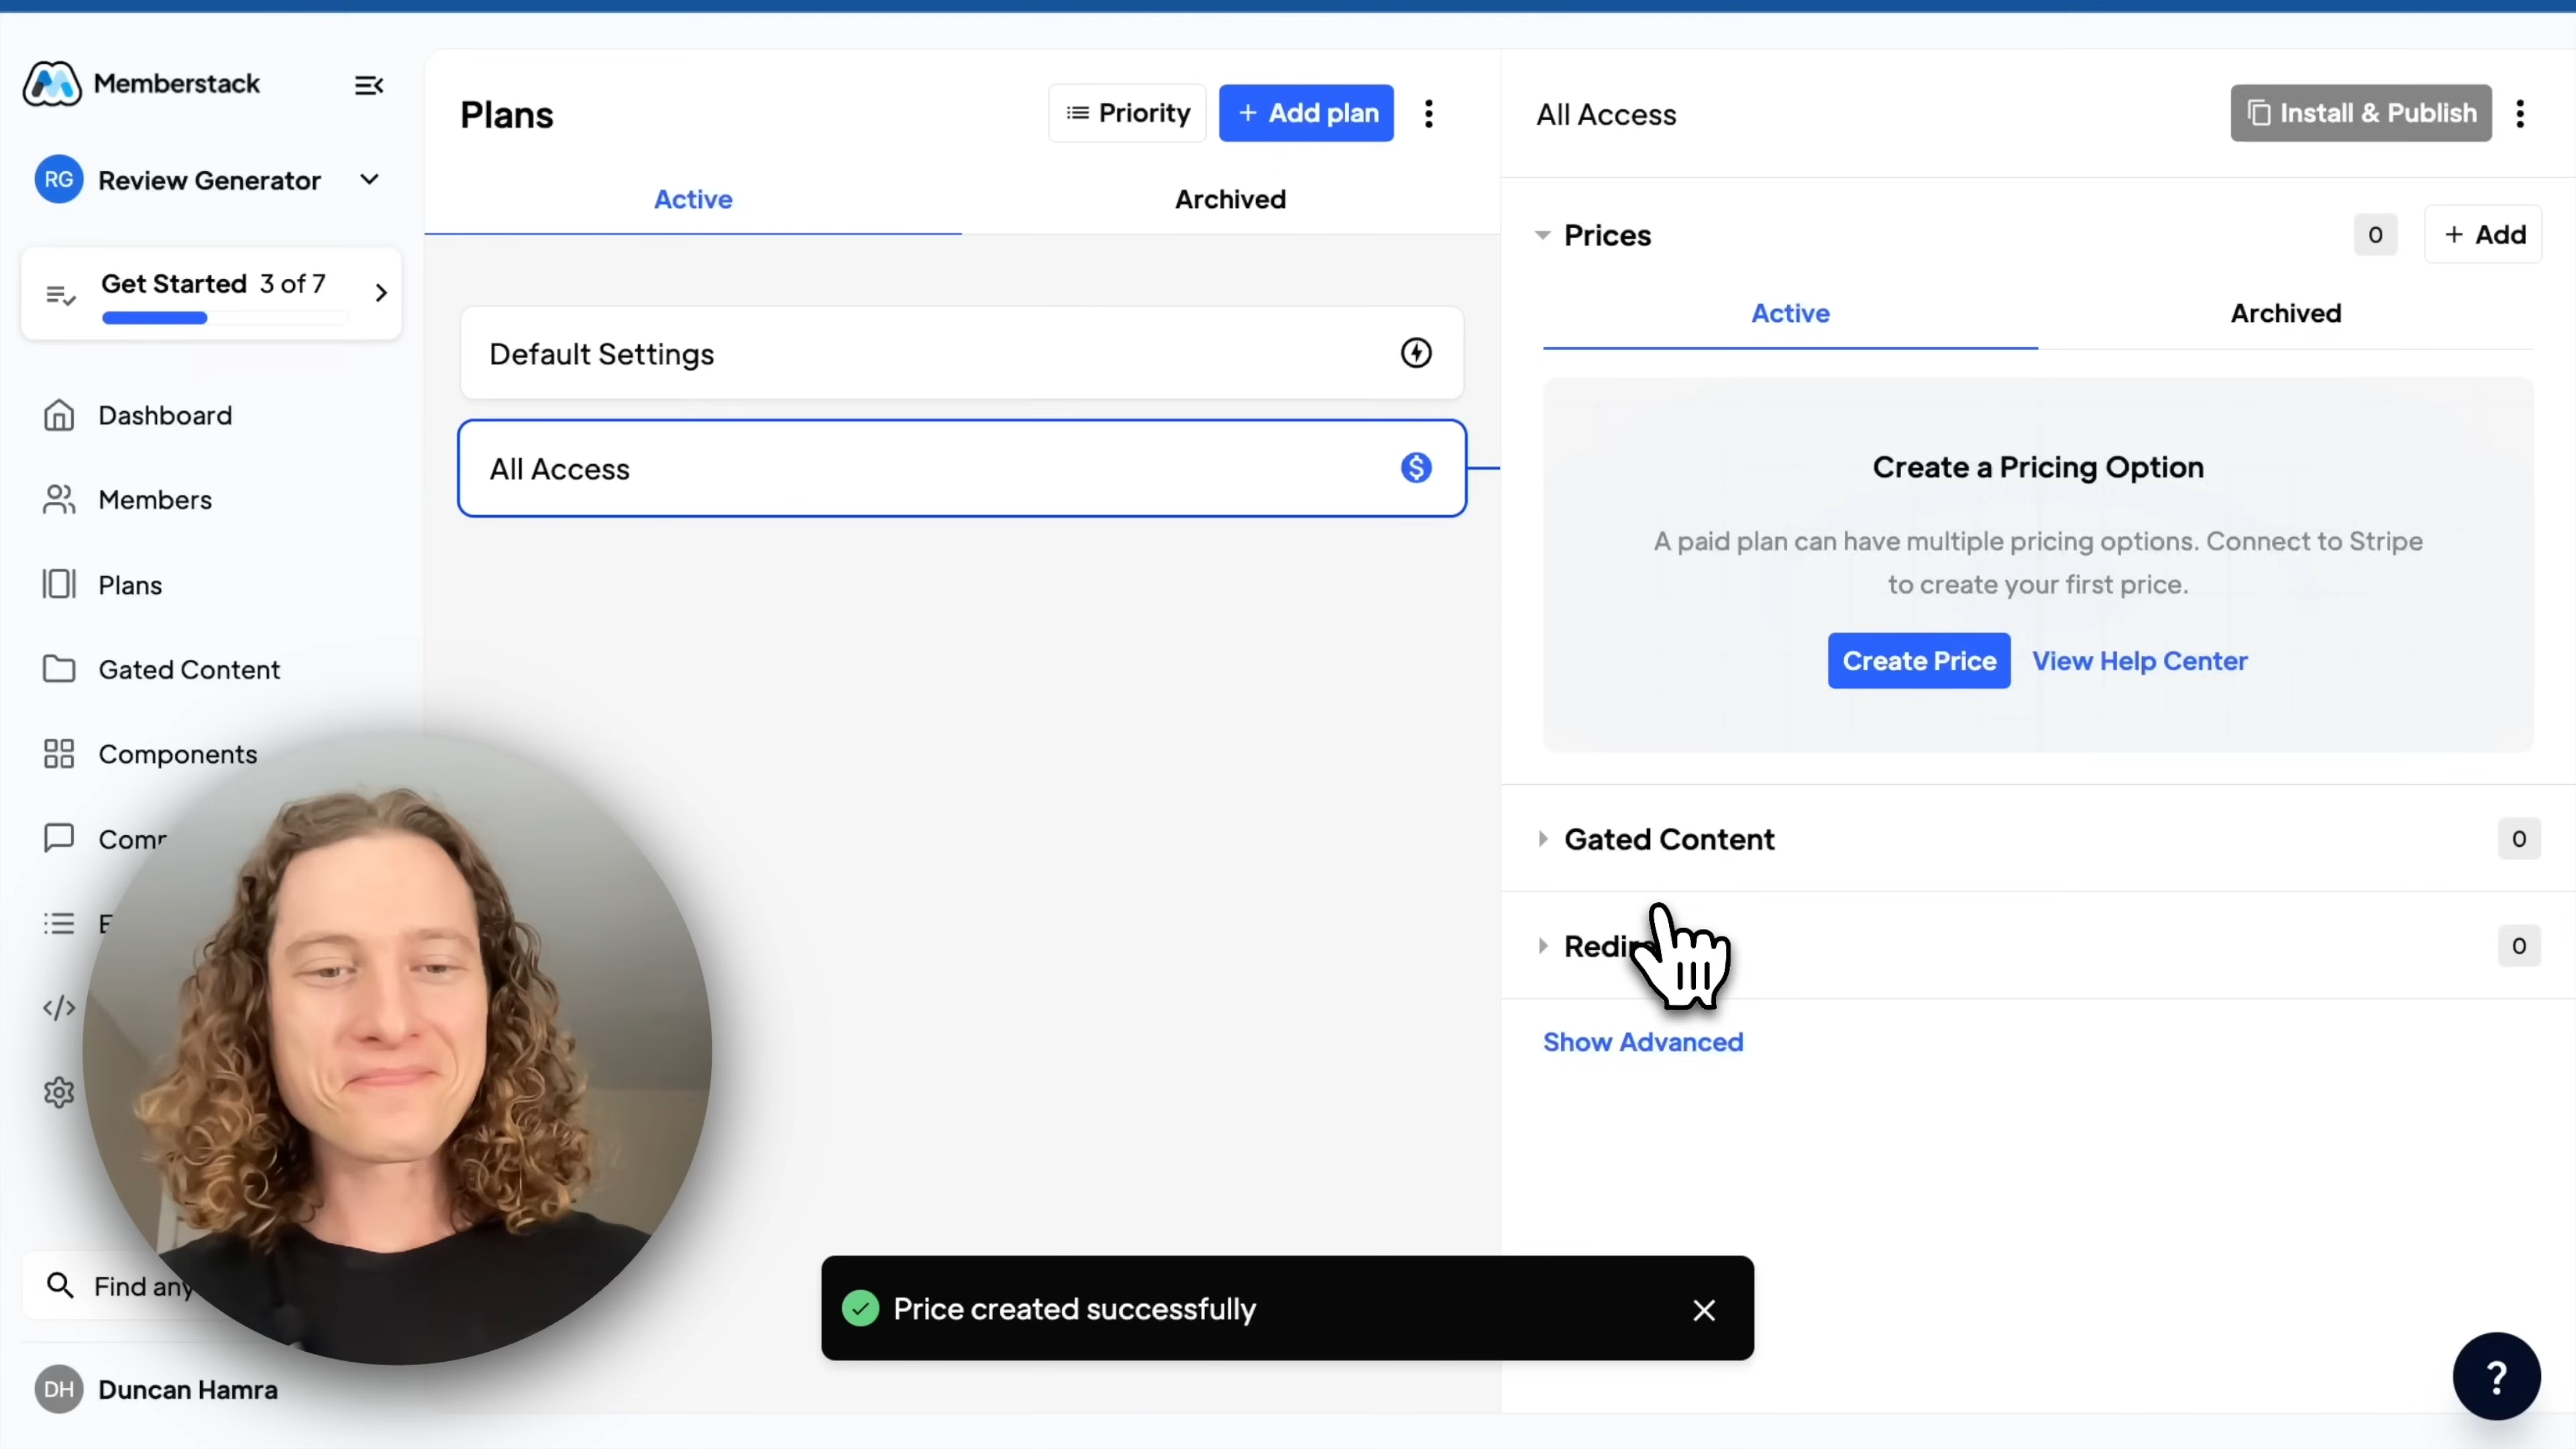 Memberstack
RG Review Generator
Get Started 3 of 7
Dashboard
Members
Plans
Gated Content
Components
Find any
DH Duncan Hamra
Plans
Priority
+ Add plan
Active
Archived
Default Settings
All Access
All Access
Install & Publish
Prices
0
+ Add
Active
Archived
Create a Pricing Option
A paid plan can have multiple pricing options. Connect to Stripe
to create your first price.
Create Price
View Help Center
Gated Content
0
0
Show Advanced
Price created successfully
?